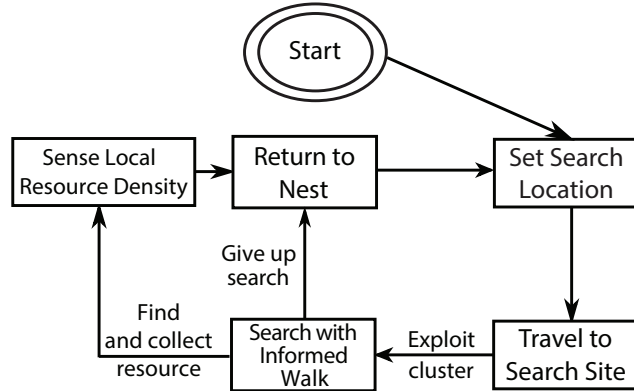 Start
Sense Local
Resource Density
Return to
Nest
Set Search
Location
Give up
search
Find
and collect
resource
Search with
Informed
Walk
Exploit
cluster
Travel to
Search Site